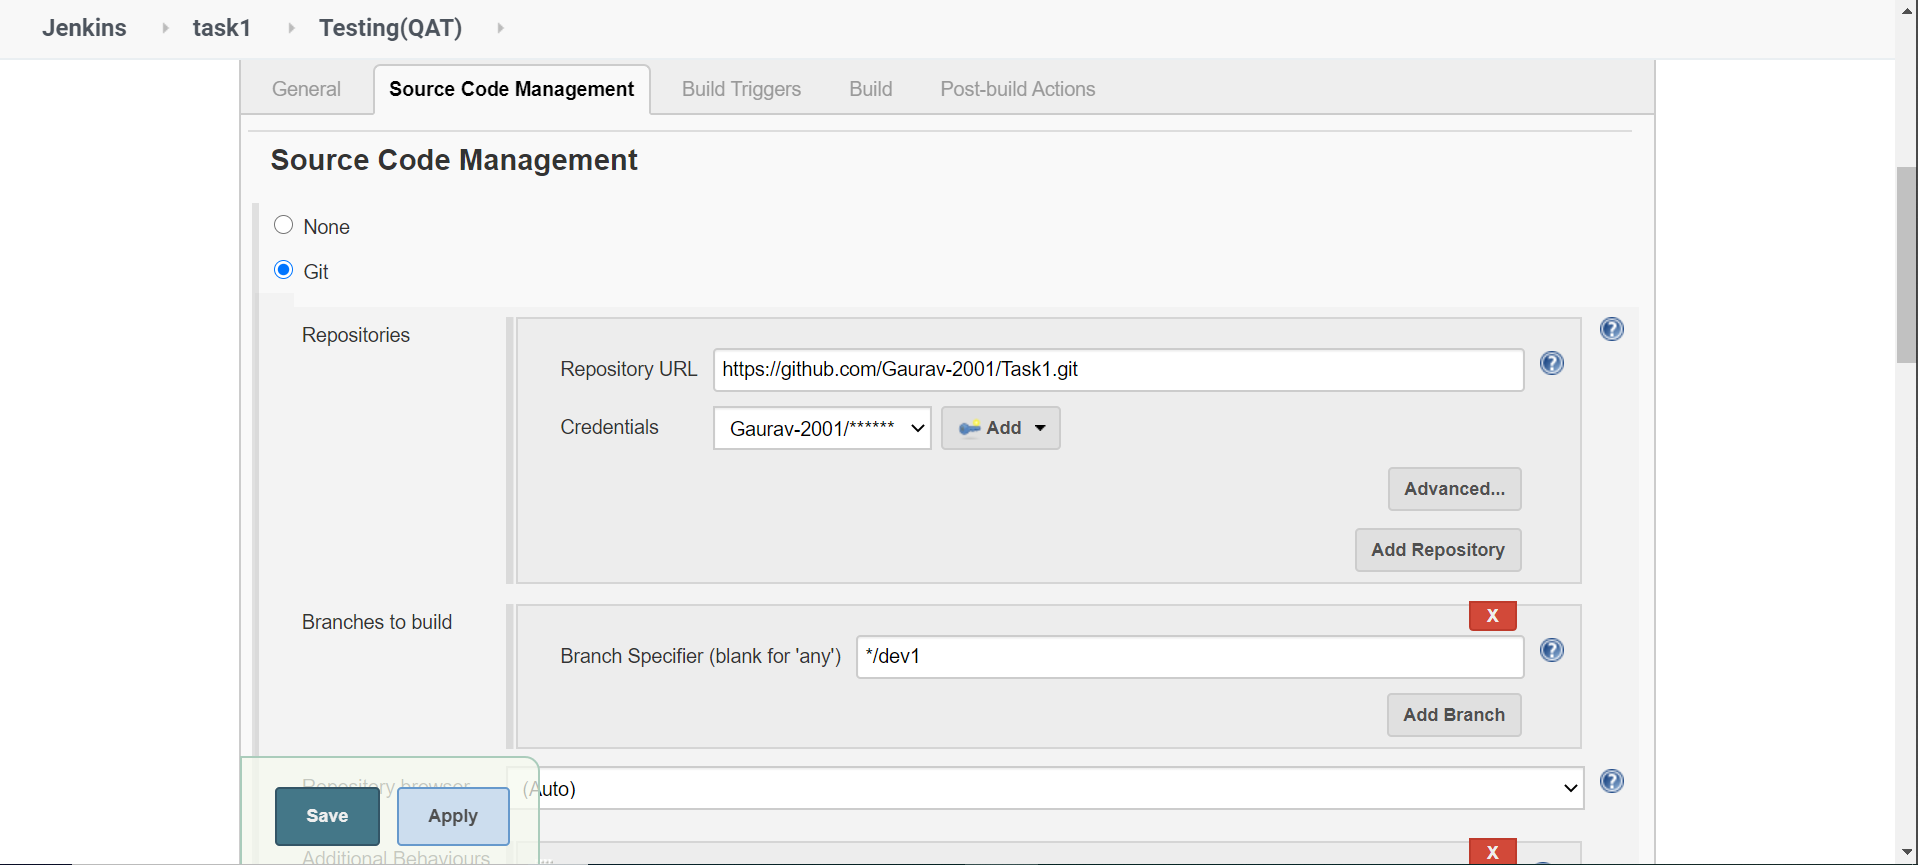 Jenkins task1 Testing(QAT)
General Source Code Management Build Triggers Build Post-build Actions
Source Code Management
None
Git
Repositories
Repository URL https://github.com/Gaurav-2001/Task1.git
Credentials Gaurav-2001/****** Add
Advanced...
Add Repository
Branches to build
X
Branch Specifier (blank for 'any') */dev1
Add Branch
Repository browser (Auto)
Save Apply
Additional Behaviours
X